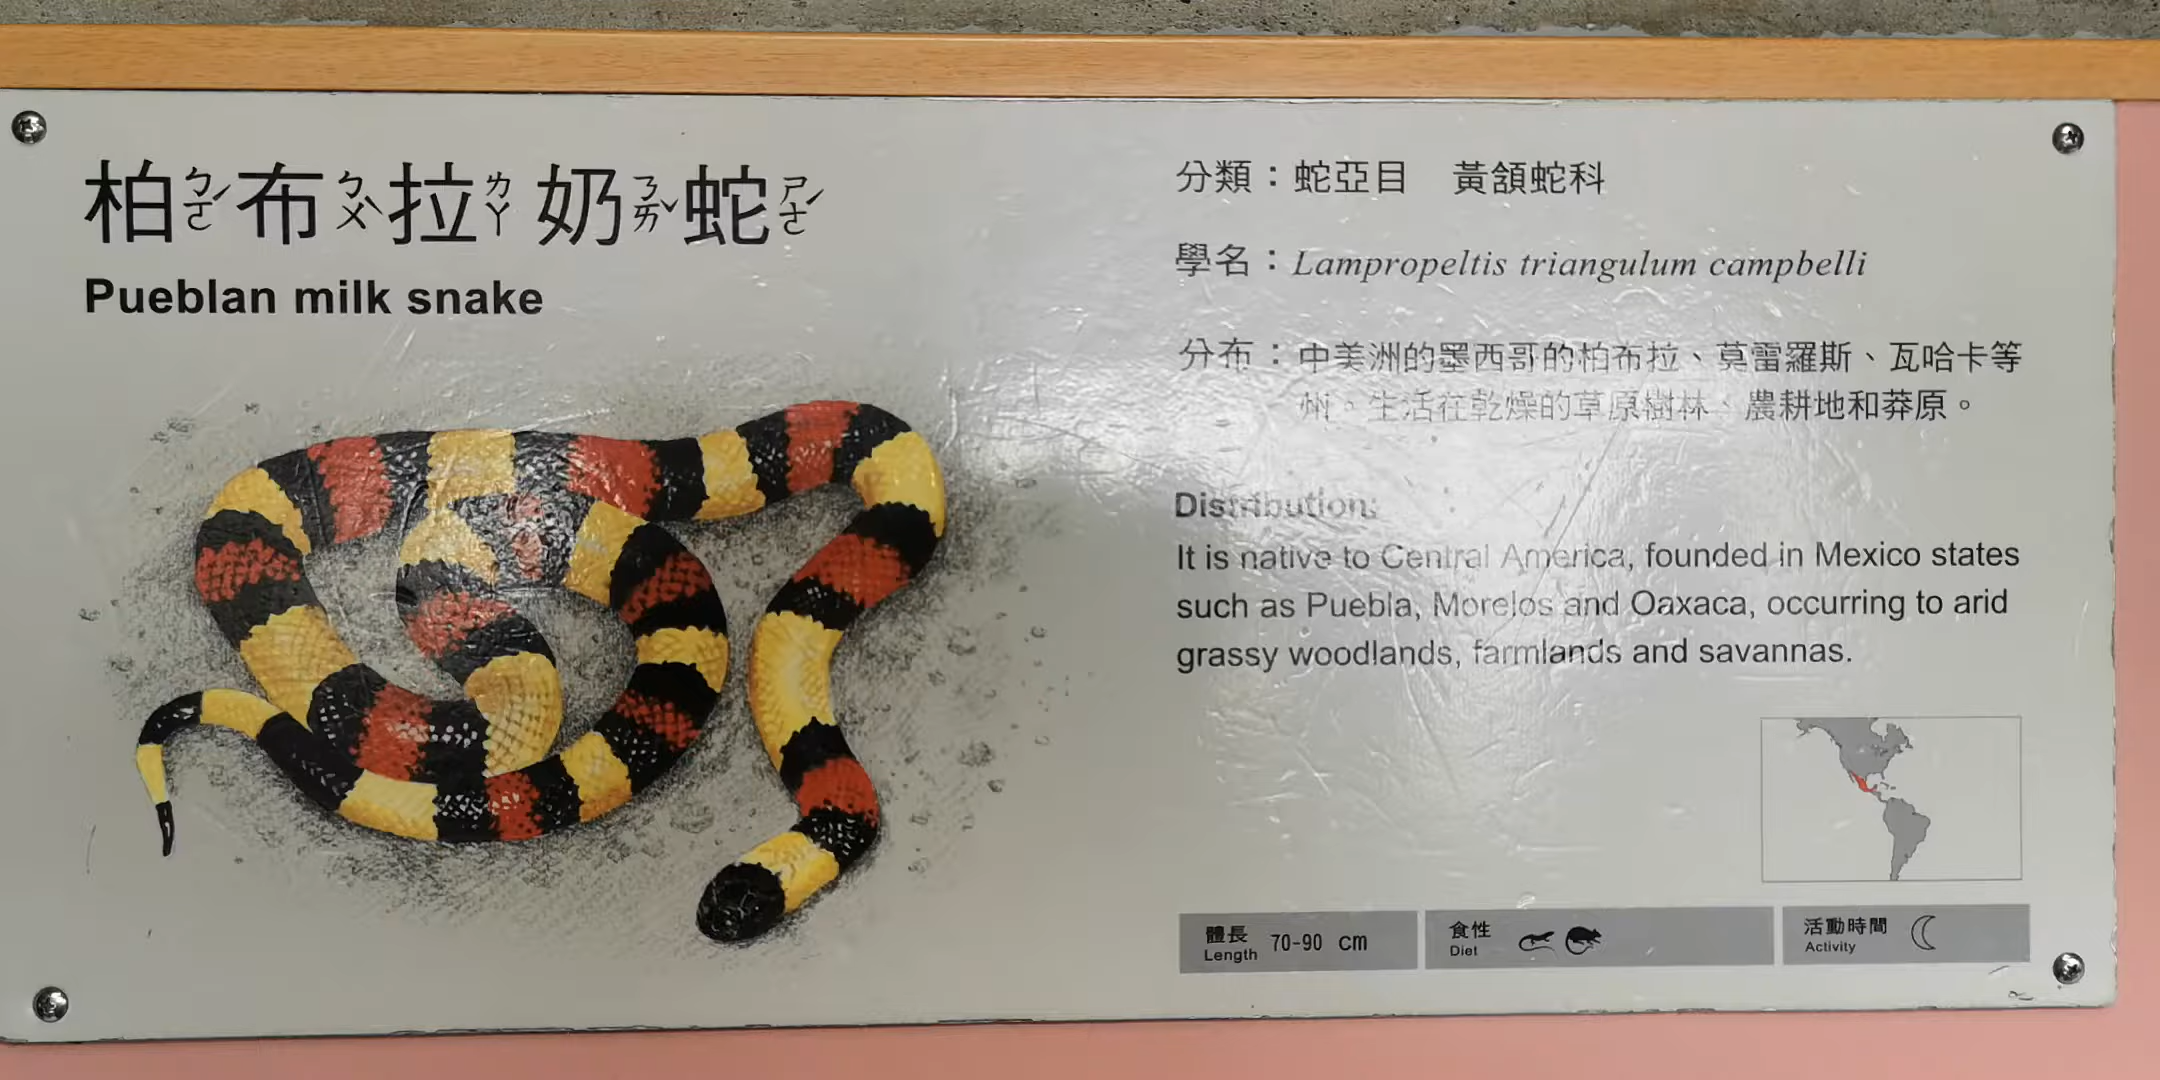 柏ㄅㄛˊ布ㄅㄨˋ拉ㄌㄚ奶ㄋㄞˇ蛇ㄕㄜˊ
Pueblan milk snake
分類：蛇亞目　黃頷蛇科
學名：Lampropeltis triangulum campbelli
分布：中美洲的墨西哥的柏布拉、莫雷羅斯、瓦哈卡等
州。生活在乾燥的草原樹林、農耕地和莽原。
Distribution:
It is native to Central America, founded in Mexico states
such as Puebla, Morelos and Oaxaca, occurring to arid
grassy woodlands, farmlands and savannas.
體長 70-90 cm
Length
食性
Diet
活動時間
Activity